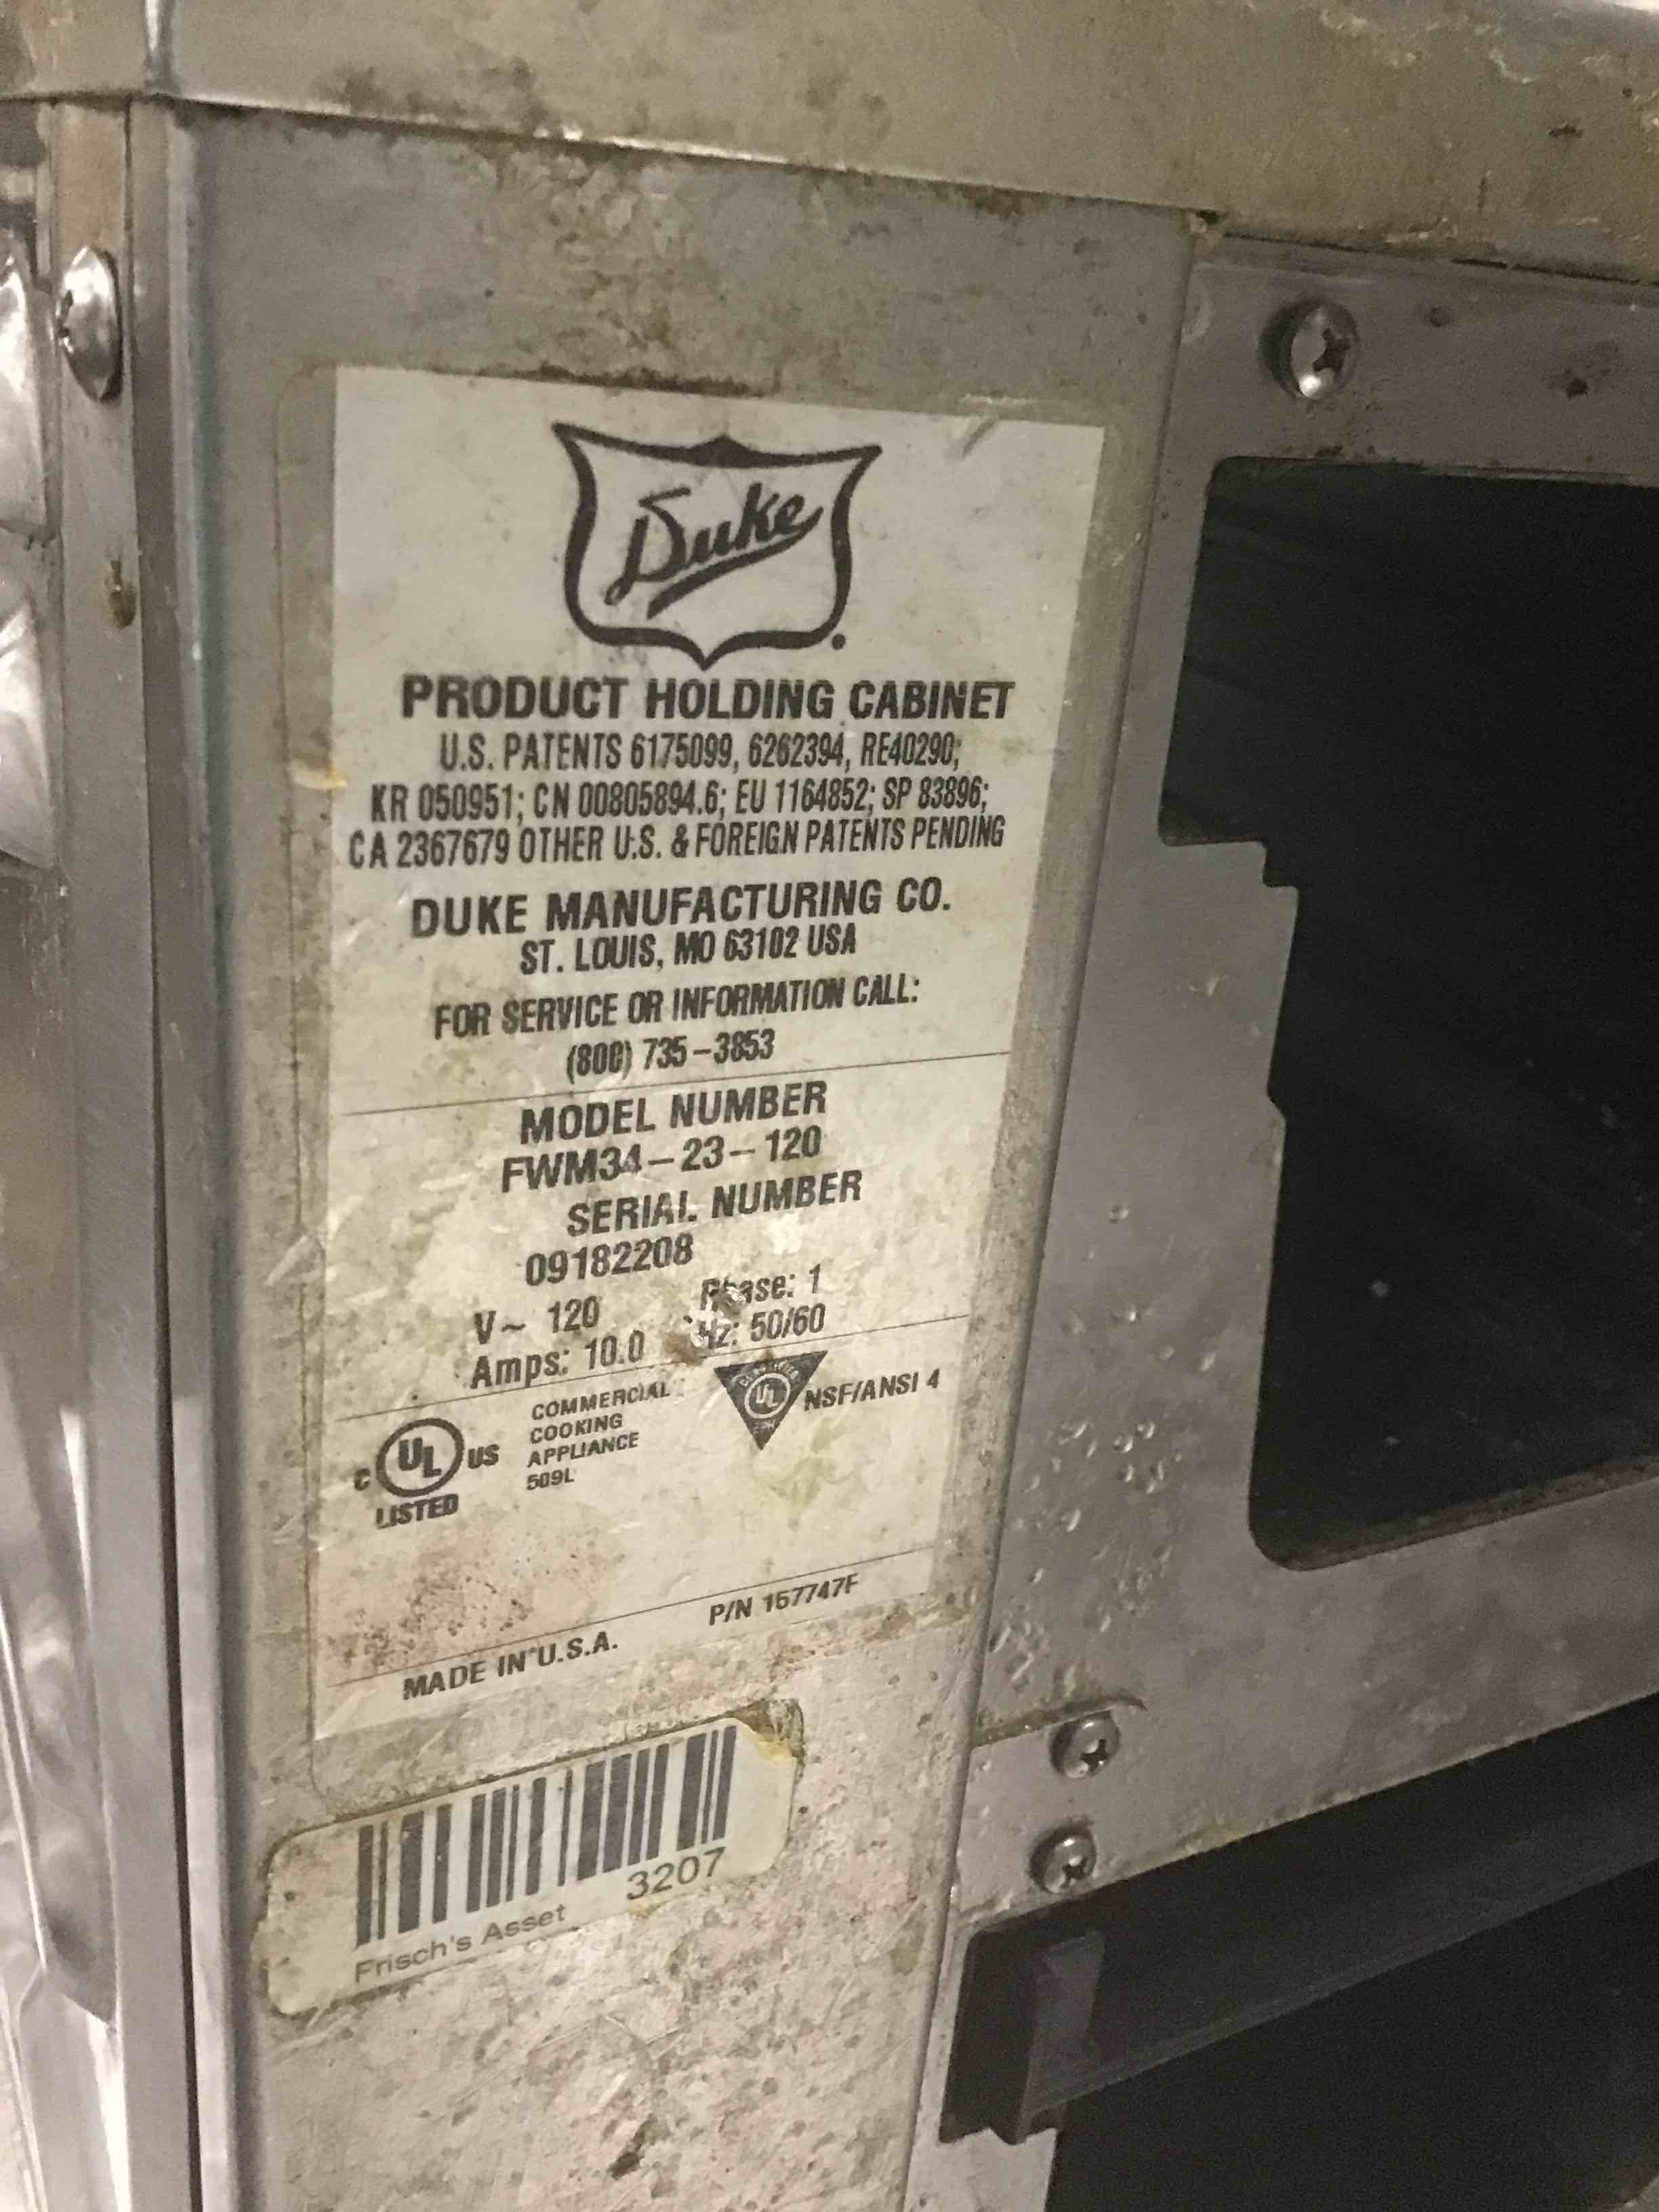 Duke
PRODUCT HOLDING CABINET
U.S. PATENTS 6175099, 6262394, RE40290;
KR 050951; CN 00805894.6; EU 1164852; SP 83896;
CA 2367679 OTHER U.S. & FOREIGN PATENTS PENDING
DUKE MANUFACTURING CO.
ST. LOUIS, MO 63102 USA
FOR SERVICE OR INFORMATION CALL:
(800) 735-3853
MODEL NUMBER
FWM34-23-120
SERIAL NUMBER
09182208
V~ 120 Phase: 1
Amps: 10.0 Hz: 50/60
C UL US LISTED
COMMERCIAL
COOKING
APPLIANCE
509L
UL NSF/ANSI 4
MADE IN U.S.A. P/N 157747F
Frisch's Asset 3207